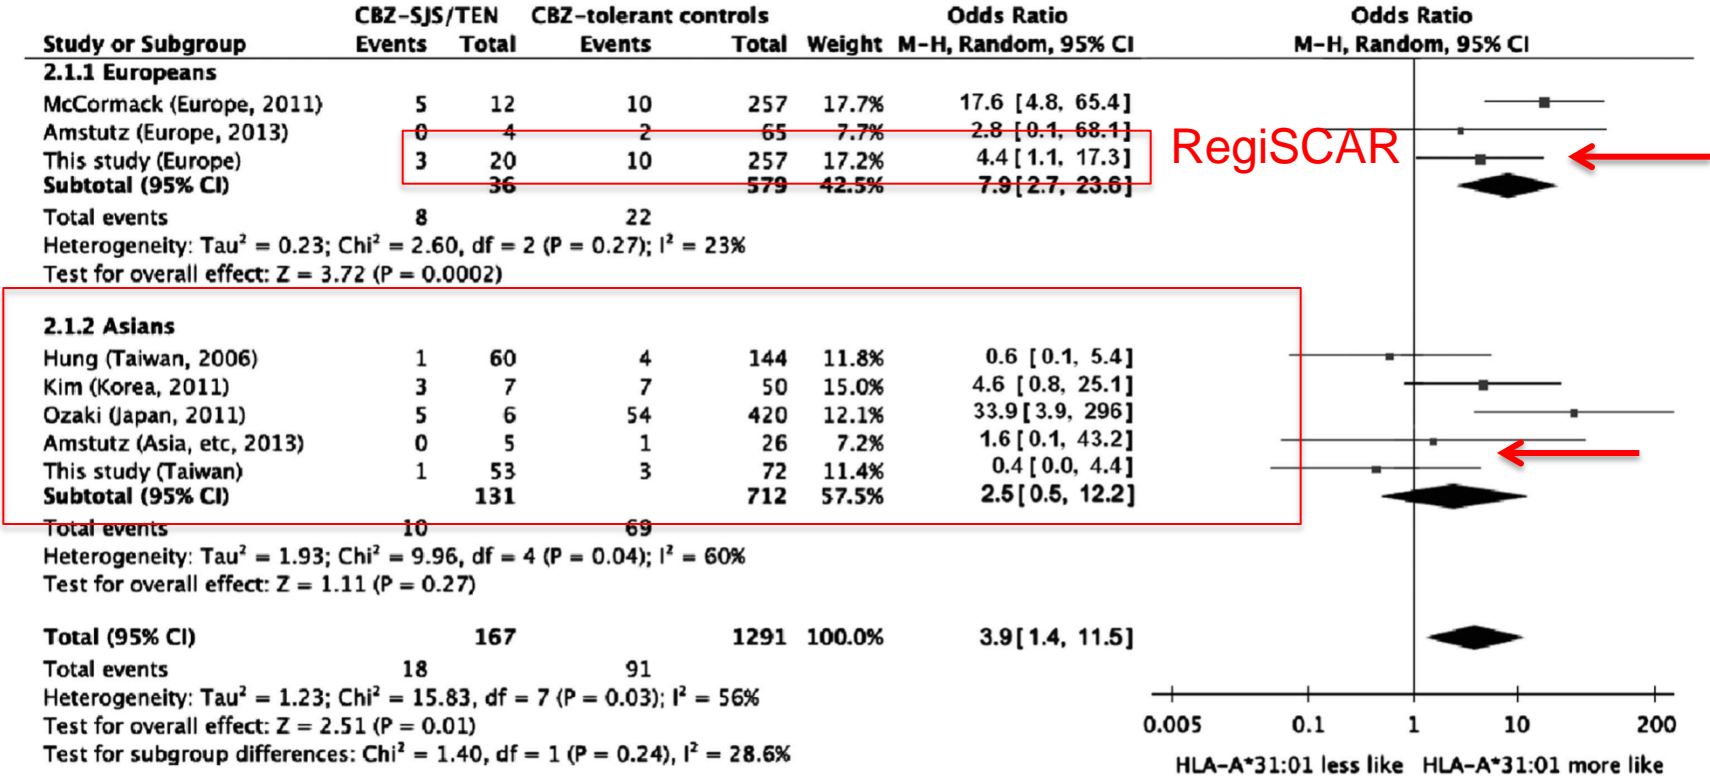 CBZ-SJS/TEN CBZ-tolerant controls Odds Ratio Odds Ratio
Study or Subgroup Events Total Events Total Weight M-H, Random, 95% CI M-H, Random, 95% CI
2.1.1 Europeans
McCormack (Europe, 2011) 5 12 10 257 17.7% 17.6 [4.8, 65.4]
Amstutz (Europe, 2013) 0 4 2 65 7.7% 2.8 [0.1, 68.1]
This study (Europe) 3 20 10 257 17.2% 4.4 [1.1, 17.3] RegiSCAR
Subtotal (95% CI) 36 579 42.5% 7.9 [2.7, 23.6]
Total events 8 22
Heterogeneity: Tau² = 0.23; Chi² = 2.60, df = 2 (P = 0.27); I² = 23%
Test for overall effect: Z = 3.72 (P = 0.0002)
2.1.2 Asians
Hung (Taiwan, 2006) 1 60 4 144 11.8% 0.6 [0.1, 5.4]
Kim (Korea, 2011) 3 7 7 50 15.0% 4.6 [0.8, 25.1]
Ozaki (Japan, 2011) 5 6 54 420 12.1% 33.9 [3.9, 296]
Amstutz (Asia, etc, 2013) 0 5 1 26 7.2% 1.6 [0.1, 43.2]
This study (Taiwan) 1 53 3 72 11.4% 0.4 [0.0, 4.4]
Subtotal (95% CI) 131 712 57.5% 2.5 [0.5, 12.2]
Total events 10 69
Heterogeneity: Tau² = 1.93; Chi² = 9.96, df = 4 (P = 0.04); I² = 60%
Test for overall effect: Z = 1.11 (P = 0.27)
Total (95% CI) 167 1291 100.0% 3.9 [1.4, 11.5]
Total events 18 91
Heterogeneity: Tau² = 1.23; Chi² = 15.83, df = 7 (P = 0.03); I² = 56%
Test for overall effect: Z = 2.51 (P = 0.01)
Test for subgroup differences: Chi² = 1.40, df = 1 (P = 0.24), I² = 28.6%
0.005 0.1 1 10 200
HLA-A*31:01 less like HLA-A*31:01 more like